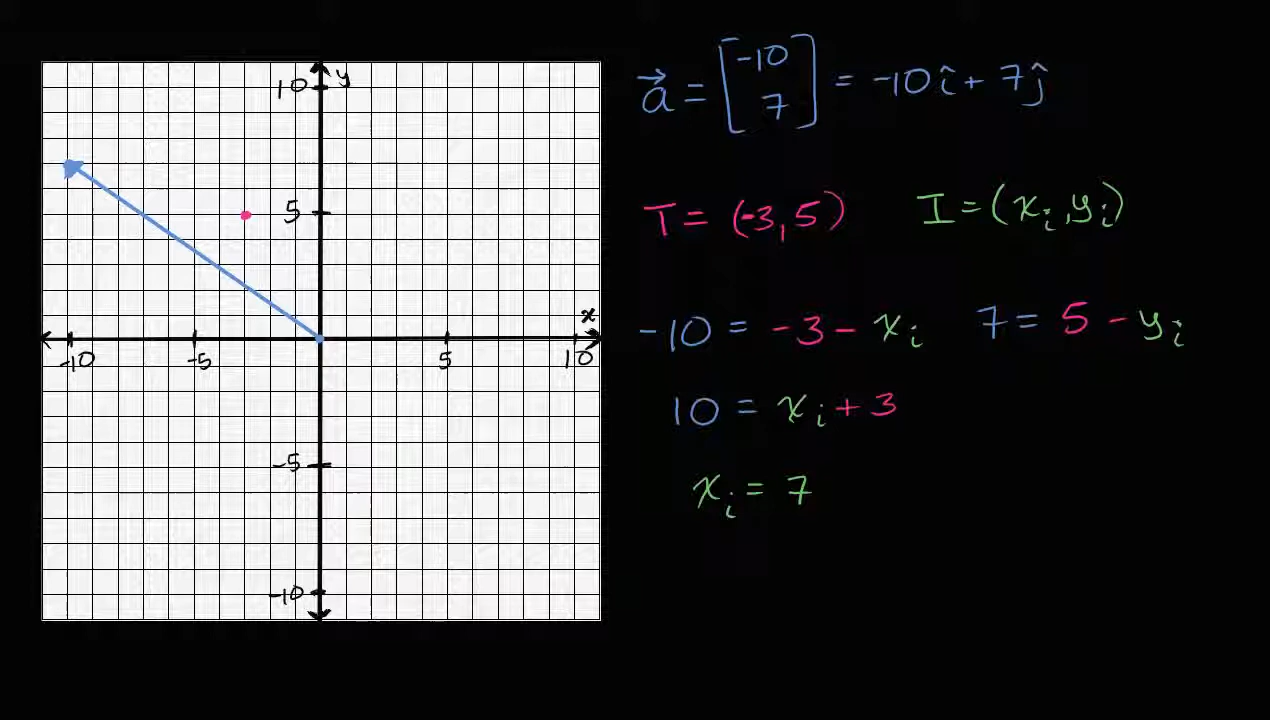 y
10
5
x
-10 -5 5 10
-5
-10
a⃗ = [-10 7] = -10î + 7ĵ
T = (-3, 5) I = (xᵢ, yᵢ)
-10 = -3 - xᵢ 7 = 5 - yᵢ
10 = xᵢ + 3
xᵢ = 7